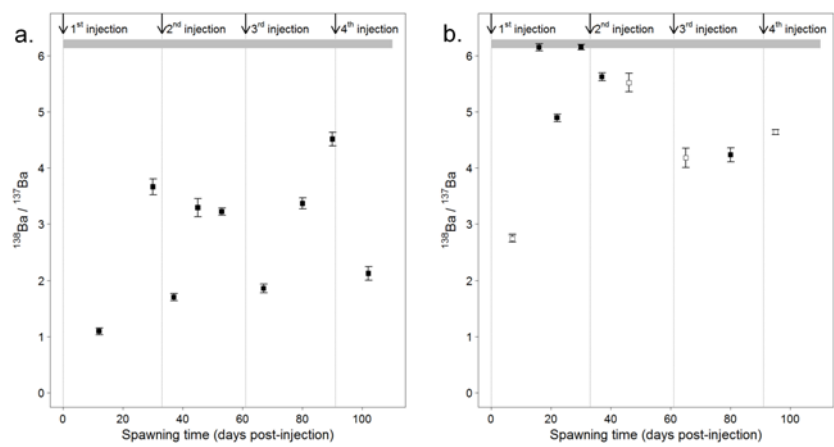 a.
1st injection 2nd injection 3rd injection 4th injection
6
5
4
3
2
1
0
138Ba / 137Ba
0 20 40 60 80 100
Spawning time (days post-injection)
b.
1st injection 2nd injection 3rd injection 4th injection
6
5
4
3
2
1
0
138Ba / 137Ba
0 20 40 60 80 100
Spawning time (days post-injection)